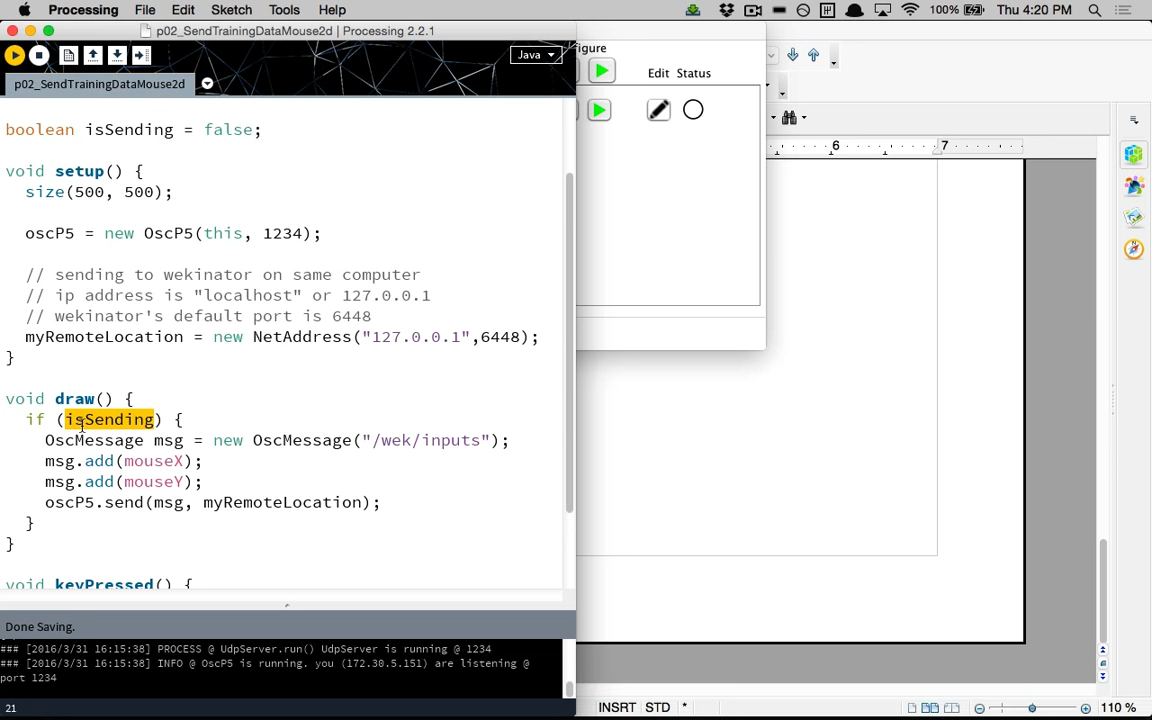 Processing File Edit Sketch Tools Help 100% Thu 4:20 PM
p02_SendTrainingDataMouse2d | Processing 2.2.1
Java
p02_SendTrainingDataMouse2d
boolean isSending = false;
void setup() {
size(500, 500);
oscP5 = new OscP5(this, 1234);
// sending to wekinator on same computer
// ip address is "localhost" or 127.0.0.1
// wekinator's default port is 6448
myRemoteLocation = new NetAddress("127.0.0.1",6448);
}
void draw() {
if (isSending) {
OscMessage msg = new OscMessage("/wek/inputs");
msg.add(mouseX);
msg.add(mouseY);
oscP5.send(msg, myRemoteLocation);
}
}
void keyPressed() {
Done Saving.
### [2016/3/31 16:15:38] PROCESS @ UdpServer.run() UdpServer is running @ 1234
### [2016/3/31 16:15:38] INFO @ OscP5 is running. you (172.30.5.151) are listening @
port 1234
21
igure
Edit Status
6 7
INSRT STD * 110 %